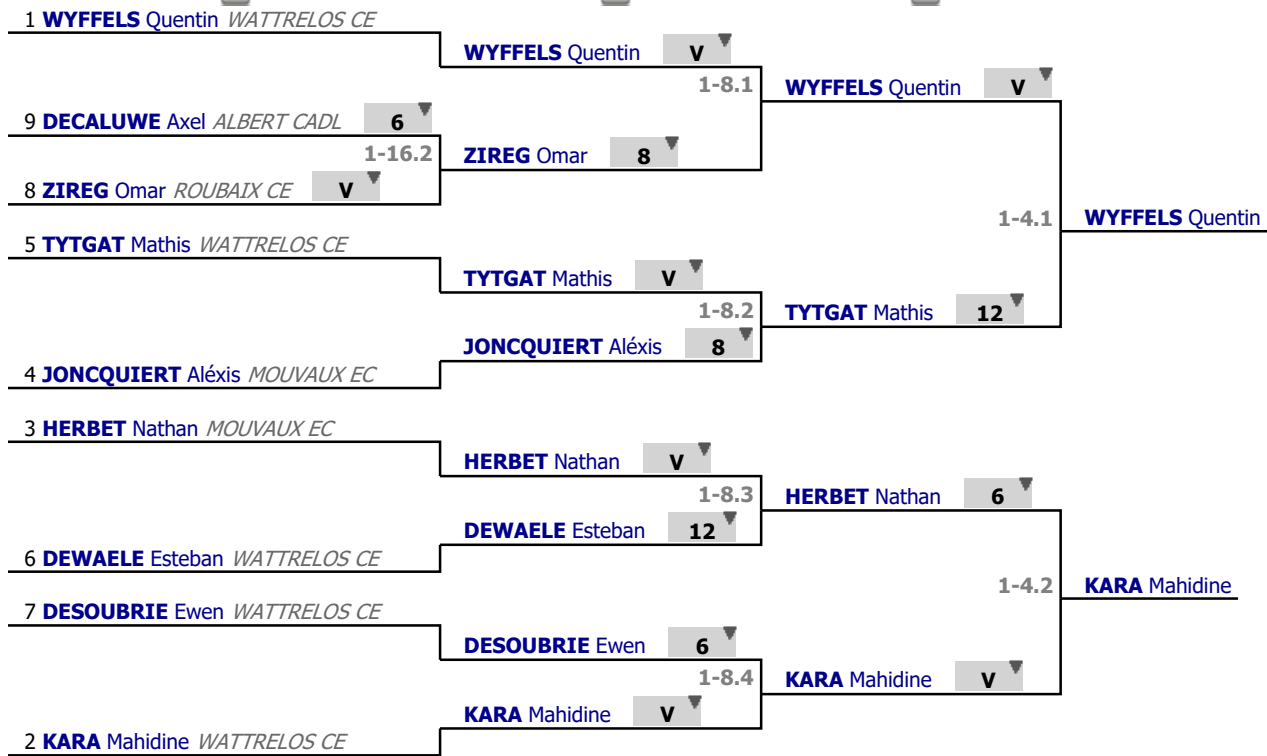 1 WYFFELS Quentin WATTRELOS CE
WYFFELS Quentin V
1-8.1
WYFFELS Quentin V
9 DECALUWE Axel ALBERT CADL 6
1-16.2
ZIREG Omar 8
8 ZIREG Omar ROUBAIX CE V
1-4.1
WYFFELS Quentin
5 TYTGAT Mathis WATTRELOS CE
TYTGAT Mathis V
1-8.2
TYTGAT Mathis 12
JONCQUIERT Aléxis 8
4 JONCQUIERT Aléxis MOUVAUX EC
3 HERBET Nathan MOUVAUX EC
HERBET Nathan V
1-8.3
HERBET Nathan 6
DEWAELE Esteban 12
6 DEWAELE Esteban WATTRELOS CE
1-4.2
KARA Mahidine
7 DESOUBRIE Ewen WATTRELOS CE
DESOUBRIE Ewen 6
1-8.4
KARA Mahidine V
KARA Mahidine V
2 KARA Mahidine WATTRELOS CE